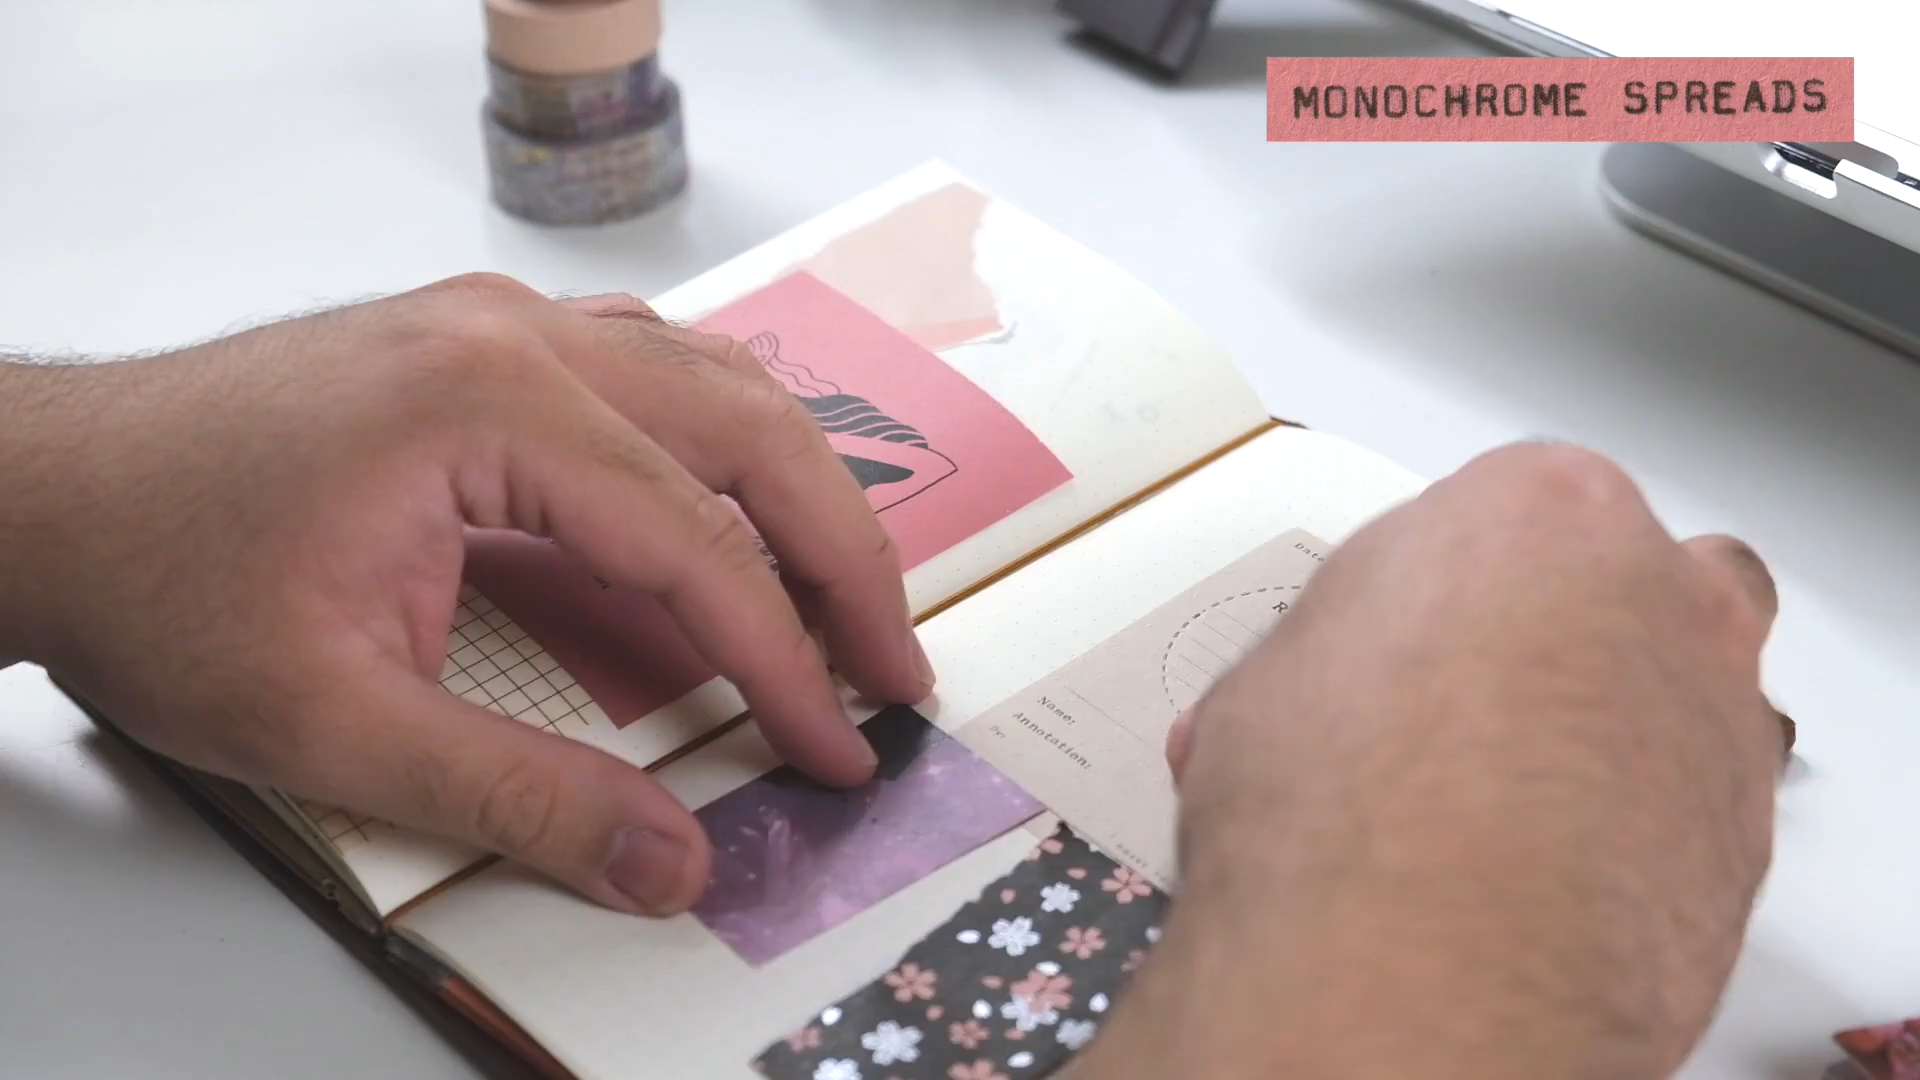 MONOCHROME SPREADS
Date
R
Name:
Annotation: